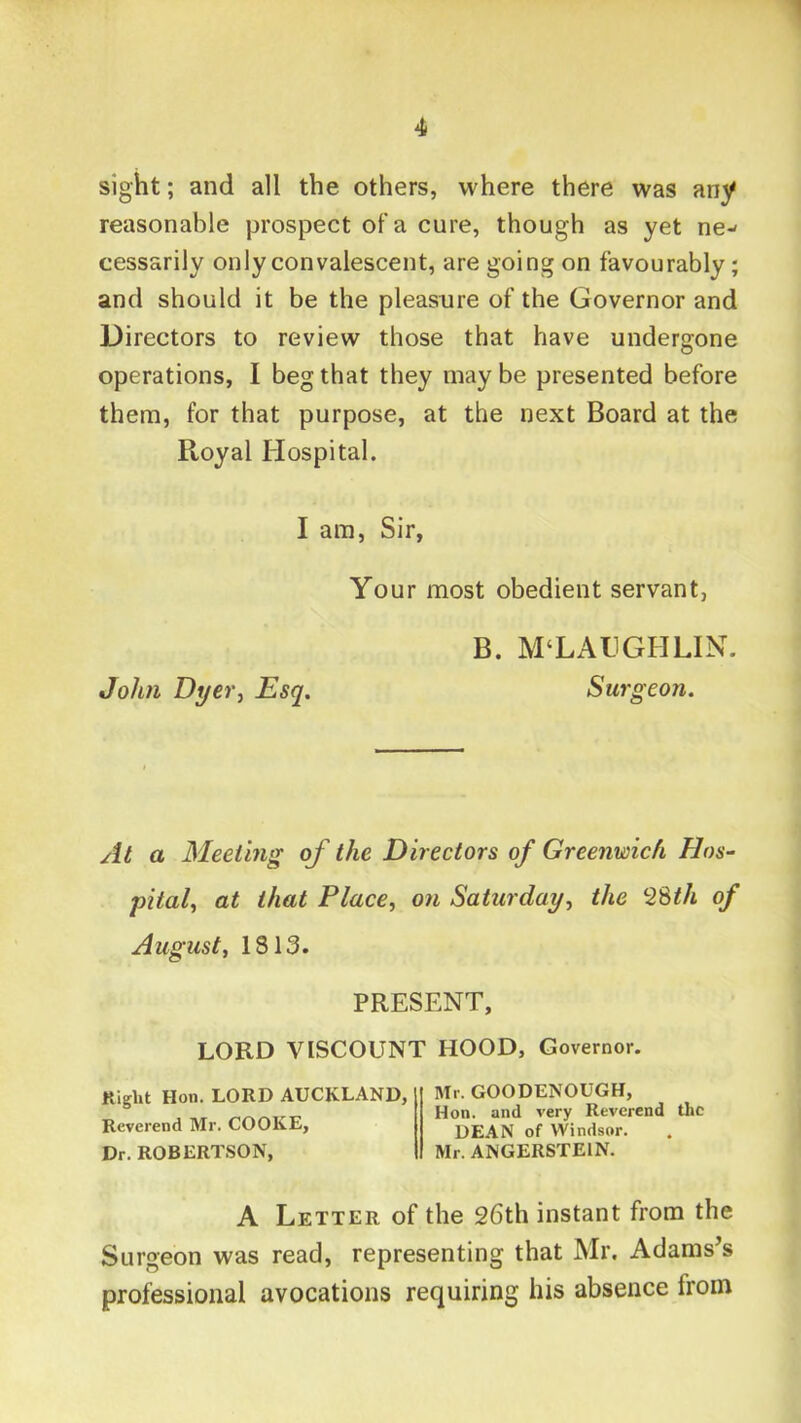 4
sight; and all the others, where there was any
reasonable prospect of a cure, though as yet ne-
cessarily only convalescent, are going on favourably;
and should it be the pleasure of the Governor and
Directors to review those that have undergone
operations, I beg that they may be presented before
them, for that purpose, at the next Board at the
Royal Hospital.
I am, Sir,
Your most obedient servant,
B. M‘LAUGHLIN.
John Dyer, Esq. Surgeon.
At a Meeting of the Directors of Greenwich Hos-
pital, at that Place, on Saturday, the 28th of
August, 1813.
PRESENT,
LORD VISCOUNT HOOD, Governor.
Right Hon. LORD AUCKLAND,
Reverend Mr. COOKE,
Dr. ROBERTSON,
Mr. GOODENOUGH,
Hon. and very Reverend the
DEAN of Windsor.
Mr. ANGERSTEIN.
A LETTER of the 26th instant from the
Surgeon was read, representing that Mr. Adams’s
professional avocations requiring his absence from